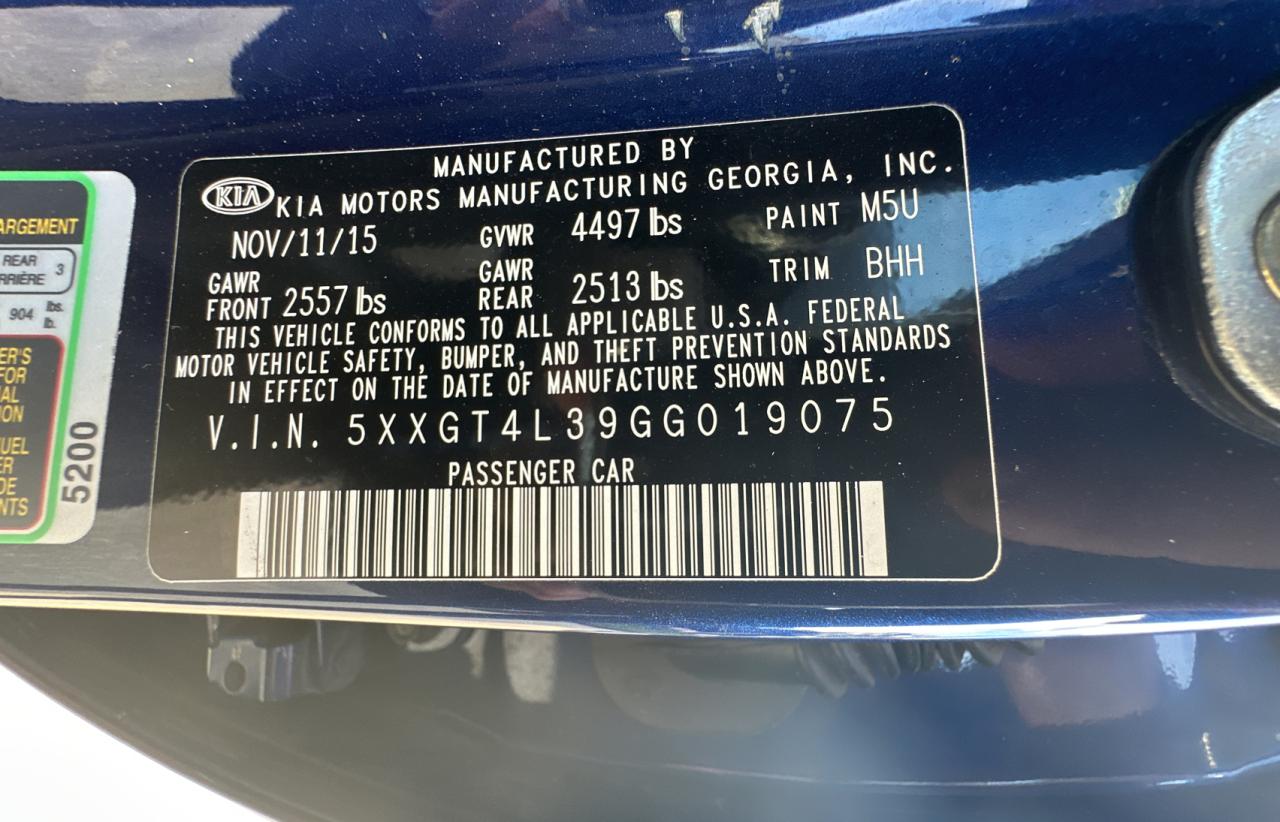 MANUFACTURED BY
KIA KIA MOTORS MANUFACTURING GEORGIA, INC.
NOV/11/15 GVWR 4497 lbs PAINT M5U
GAWR FRONT 2557 lbs GAWR REAR 2513 lbs TRIM BHH
THIS VEHICLE CONFORMS TO ALL APPLICABLE U.S.A. FEDERAL
MOTOR VEHICLE SAFETY, BUMPER, AND THEFT PREVENTION STANDARDS
IN EFFECT ON THE DATE OF MANUFACTURE SHOWN ABOVE.
V.I.N. 5XXGT4L39GG019075
PASSENGER CAR
REAR
3
904 lbs.
lb.
5200